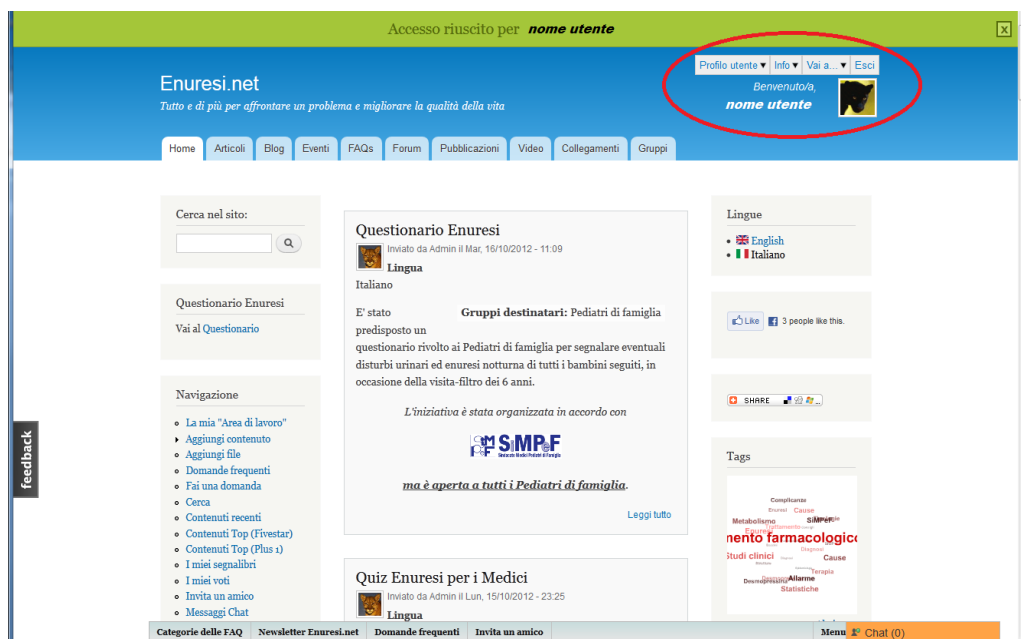 Accesso riuscito per nome utente
x
Profilo utente ▾ Info ▾ Vai a... ▾ Esci
Enuresi.net
Benvenuto/a,
nome utente
Tutto e di più per affrontare un problema e migliorare la qualità della vita
Home Articoli Blog Eventi FAQs Forum Pubblicazioni Video Collegamenti Gruppi
Cerca nel sito:
Questionario Enuresi
Vai al Questionario
Navigazione
La mia "Area di lavoro"
Aggiungi contenuto
Aggiungi file
Domande frequenti
Fai una domanda
Cerca
Contenuti recenti
Contenuti Top (Fivestar)
Contenuti Top (Plus 1)
I miei segnalibri
I miei voti
Invita un amico
Messaggi Chat
feedback
Questionario Enuresi
Inviato da Admin il Mar, 16/10/2012 - 11:09
Lingua
Italiano
Gruppi destinatari: Pediatri di famiglia
E' stato
predisposto un
questionario rivolto ai Pediatri di famiglia per segnalare eventuali
disturbi urinari ed enuresi notturna di tutti i bambini seguiti, in
occasione della visita-filtro dei 6 anni.
L'iniziativa è stata organizzata in accordo con
SiMPeF
Sindacato Medici Pediatri di Famiglia
ma è aperta a tutti i Pediatri di famiglia.
Leggi tutto
Quiz Enuresi per i Medici
Inviato da Admin il Lun, 15/10/2012 - 23:25
Lingua
Lingue
English
Italiano
Like 3 people like this.
SHARE
Tags
Complicanze
Enuresi Cause
Metabolismo SiMPeF
Trattamento
Enuresi
mento farmacologico
Diagnosi
Studi clinici Cause
Terapia
Desmopressina Allarme
Statistiche
Categorie delle FAQ Newsletter Enuresi.net Domande frequenti Invita un amico Menu Chat (0)